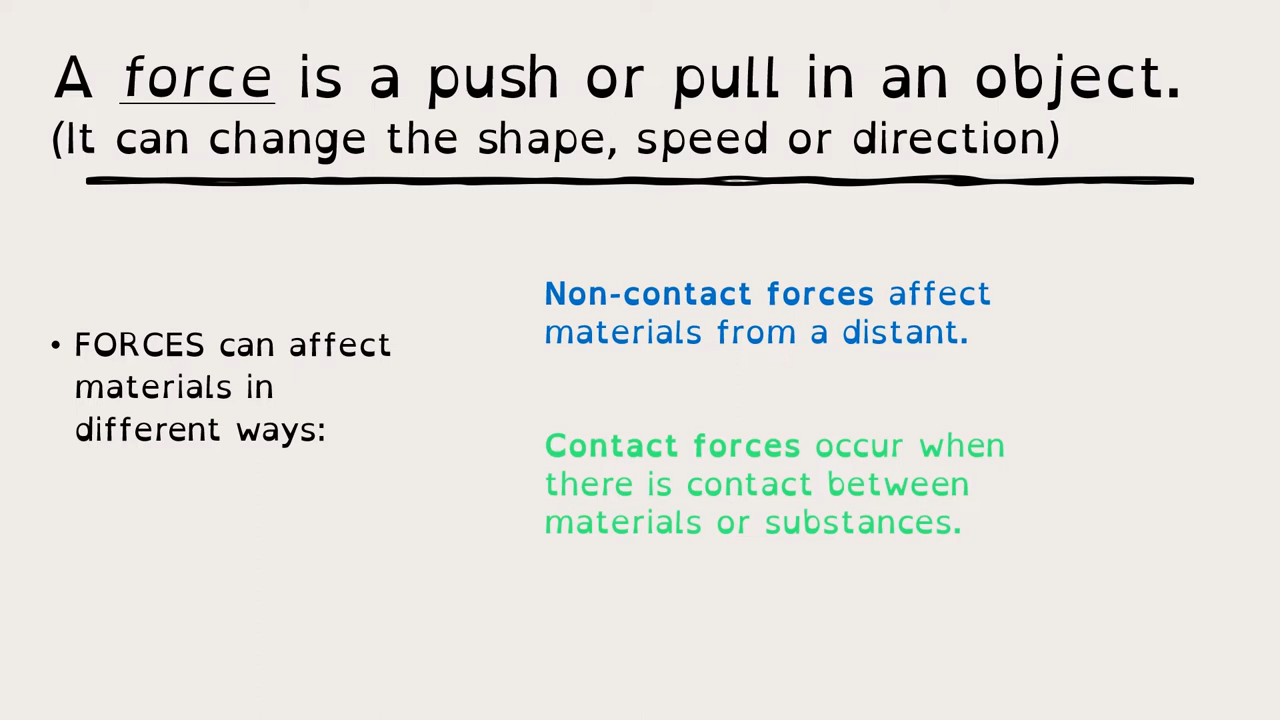 A force is a push or pull in an object.
(It can change the shape, speed or direction)
• FORCES can affect
materials in
different ways:
Non-contact forces affect
materials from a distant.
Contact forces occur when
there is contact between
materials or substances.